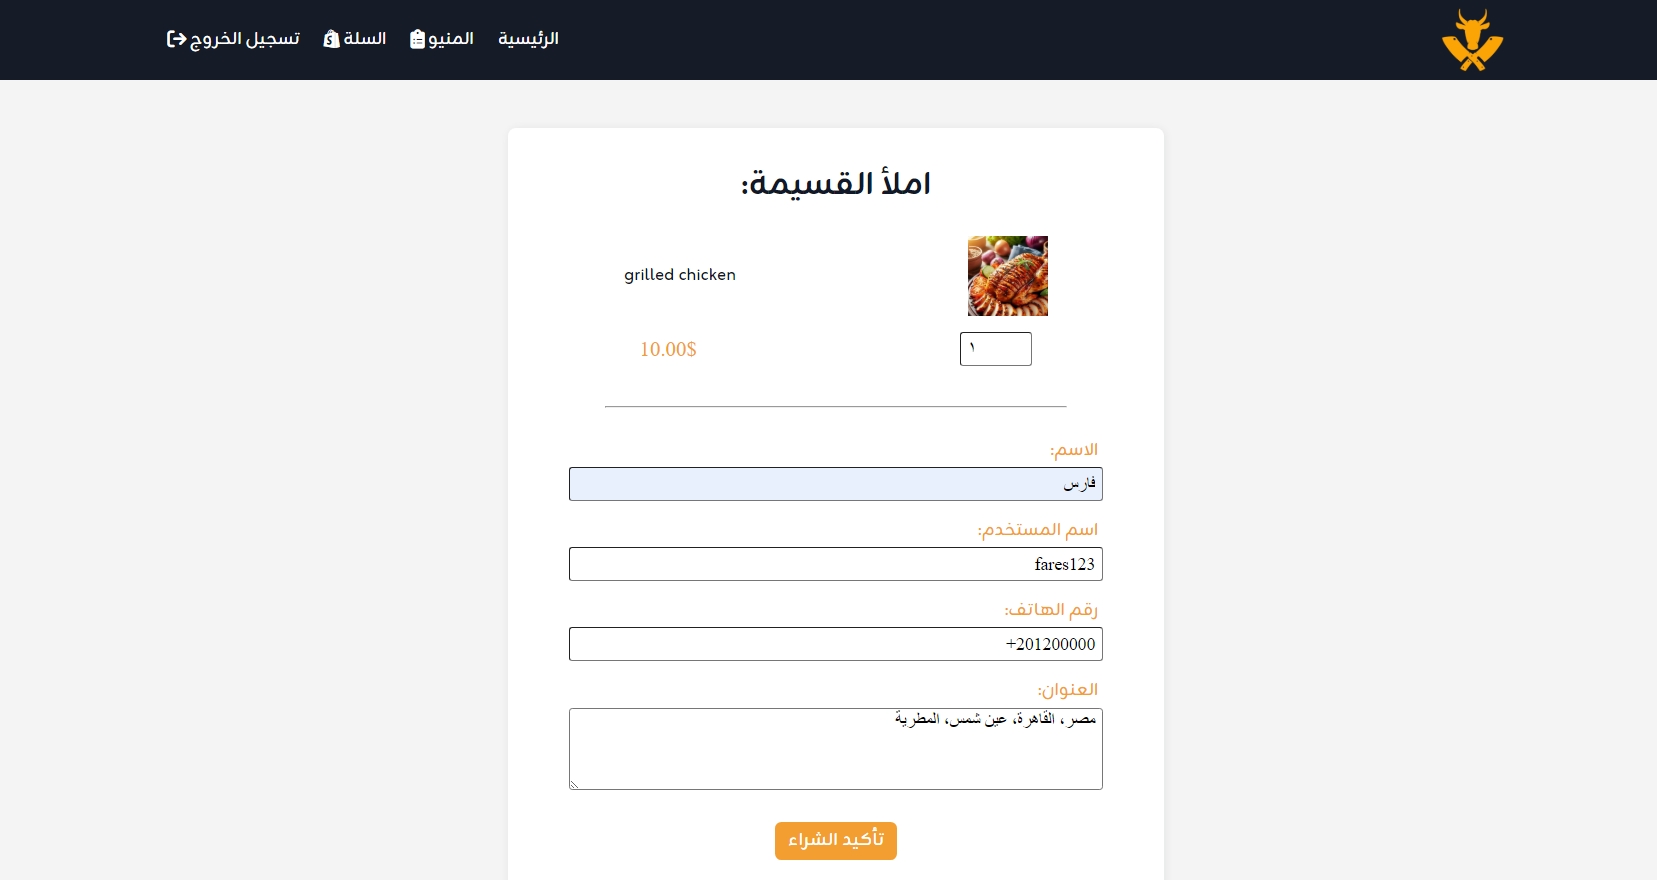 الرئيسية المنيو السلة تسجيل الخروج
املأ القسيمة:
grilled chicken
١
10.00$
الاسم:
فارس
اسم المستخدم:
fares123
رقم الهاتف:
+201200000
العنوان:
مصر، القاهرة، عين شمس، المطرية
تأكيد الشراء